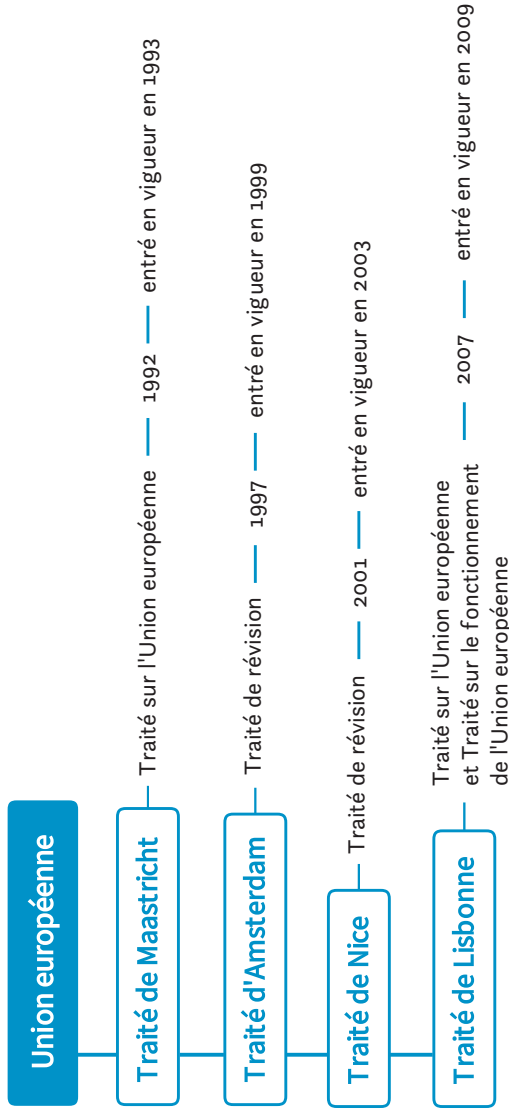 Union européenne
Traité de Maastricht — Traité sur l'Union européenne — 1992 — entré en vigueur en 1993
Traité d'Amsterdam — Traité de révision — 1997 — entré en vigueur en 1999
Traité de Nice — Traité de révision — 2001 — entré en vigueur en 2003
Traité de Lisbonne — Traité sur l'Union européenne
et Traité sur le fonctionnement
de l'Union européenne — 2007 — entré en vigueur en 2009